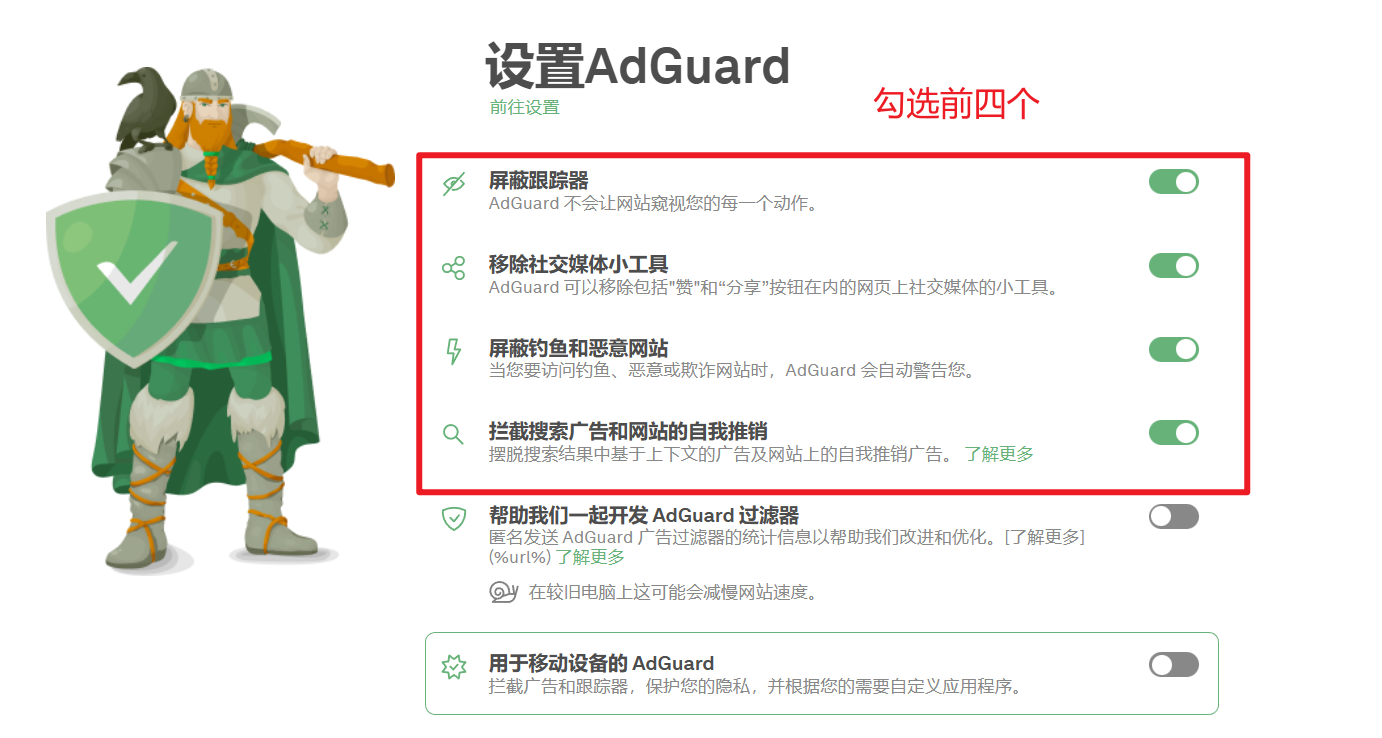 设置AdGuard
前往设置
勾选前四个
屏蔽跟踪器
AdGuard 不会让网站窥视您的每一个动作。
移除社交媒体小工具
AdGuard 可以移除包括"赞"和“分享”按钮在内的网页上社交媒体的小工具。
屏蔽钓鱼和恶意网站
当您要访问钓鱼、恶意或欺诈网站时，AdGuard 会自动警告您。
拦截搜索广告和网站的自我推销
摆脱搜索结果中基于上下文的广告及网站上的自我推销广告。 了解更多
帮助我们一起开发 AdGuard 过滤器
匿名发送 AdGuard 广告过滤器的统计信息以帮助我们改进和优化。[了解更多]
(%url%) 了解更多
在较旧电脑上这可能会减慢网站速度。
用于移动设备的 AdGuard
拦截广告和跟踪器，保护您的隐私，并根据您的需要自定义应用程序。